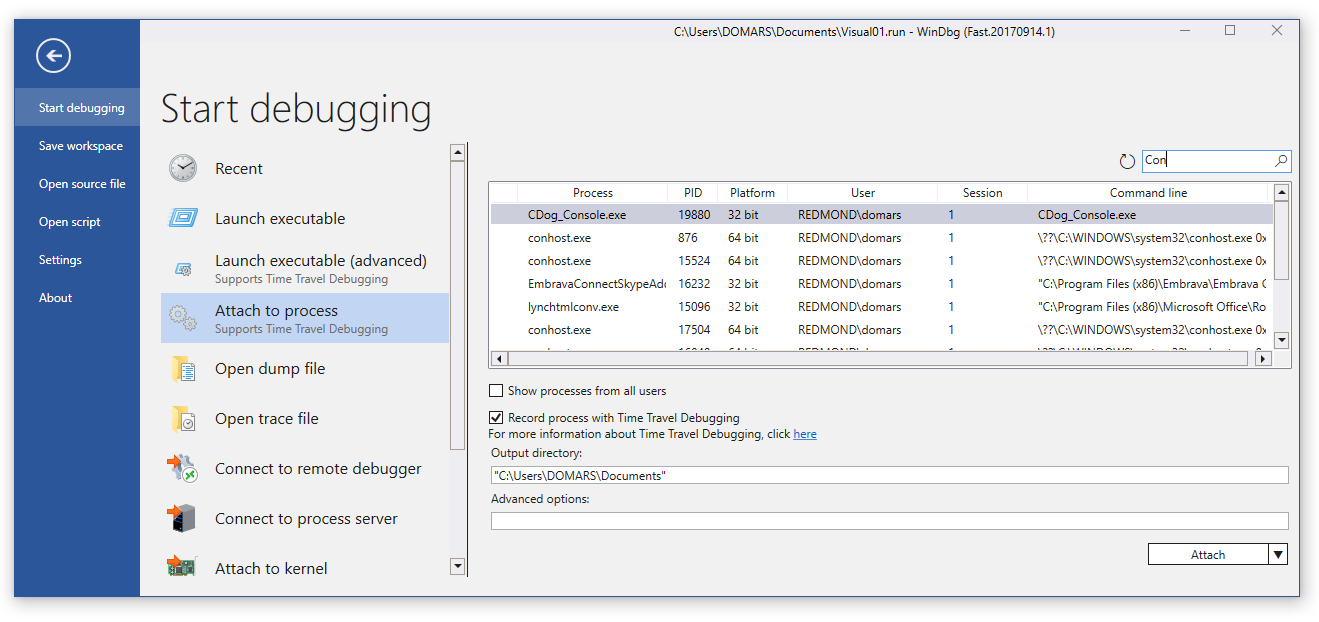 C:\Users\DOMARS\Documents\Visual01.run - WinDbg (Fast.20170914.1)
Start debugging
Save workspace
Open source file
Open script
Settings
About
Start debugging
Recent
Launch executable
Launch executable (advanced)
Supports Time Travel Debugging
Attach to process
Supports Time Travel Debugging
Open dump file
Open trace file
Connect to remote debugger
Connect to process server
Attach to kernel
Con
Process PID Platform User Session Command line
CDog_Console.exe 19880 32 bit REDMOND\domars 1 CDog_Console.exe
conhost.exe 876 64 bit REDMOND\domars 1 \??\C:\WINDOWS\system32\conhost.exe 0x
conhost.exe 15524 64 bit REDMOND\domars 1 \??\C:\WINDOWS\system32\conhost.exe 0x
EmbravaConnectSkypeAdd 16232 32 bit REDMOND\domars 1 "C:\Program Files (x86)\Embrava\Embrava C
lynchtmlconv.exe 15096 32 bit REDMOND\domars 1 "C:\Program Files (x86)\Microsoft Office\Ro
conhost.exe 17504 64 bit REDMOND\domars 1 \??\C:\WINDOWS\system32\conhost.exe 0x
Show processes from all users
Record process with Time Travel Debugging
For more information about Time Travel Debugging, click here
Output directory:
"C:\Users\DOMARS\Documents"
Advanced options:
Attach